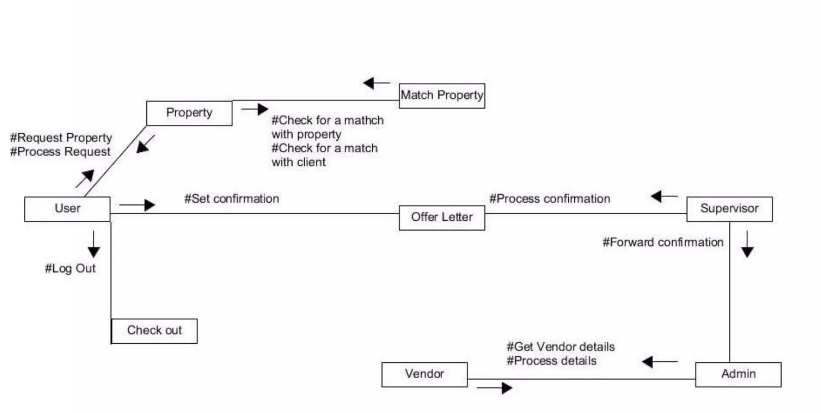 Match Property
Property
#Check for a mathch
with property
#Check for a match
with client
#Request Property
#Process Request
User
#Set confirmation
Offer Letter
#Process confirmation
Supervisor
#Forward confirmation
#Log Out
Check out
#Get Vendor details
#Process details
Vendor
Admin